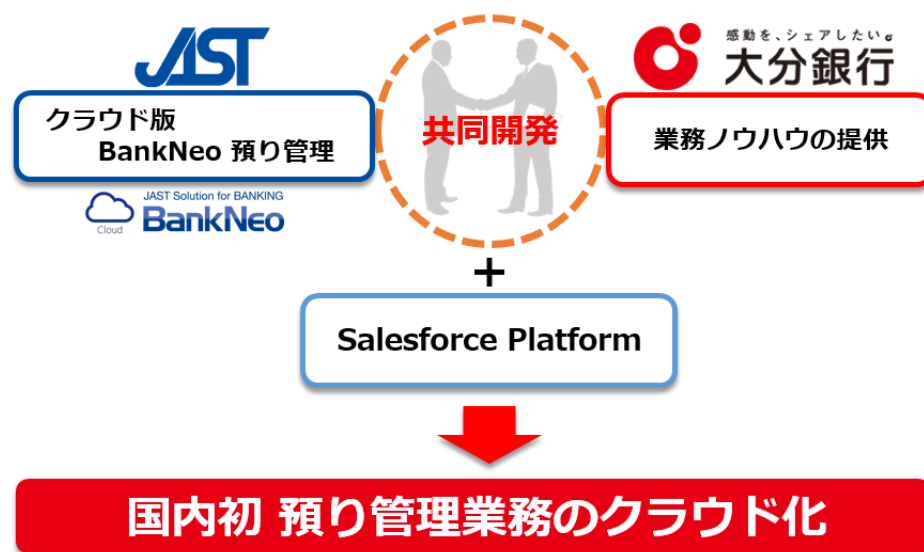 JAST
クラウド版
BankNeo 預り管理
JAST Solution for BANKING
Cloud
BankNeo
共同開発
感動を、シェアしたい。
大分銀行
業務ノウハウの提供
+
Salesforce Platform
国内初 預り管理業務のクラウド化